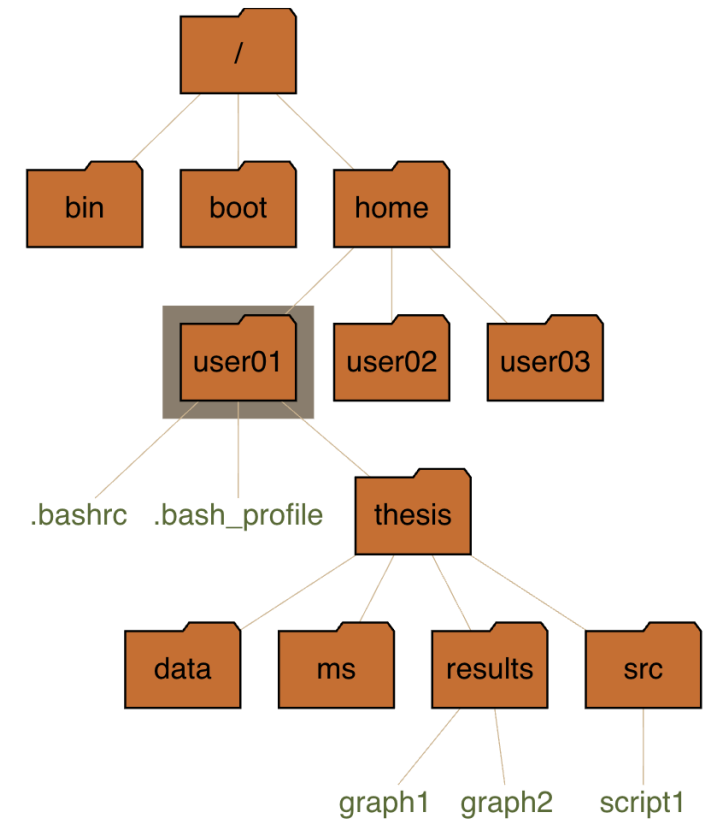 /
bin boot home
user01 user02 user03
.bashrc .bash_profile thesis
data ms results src
graph1 graph2 script1